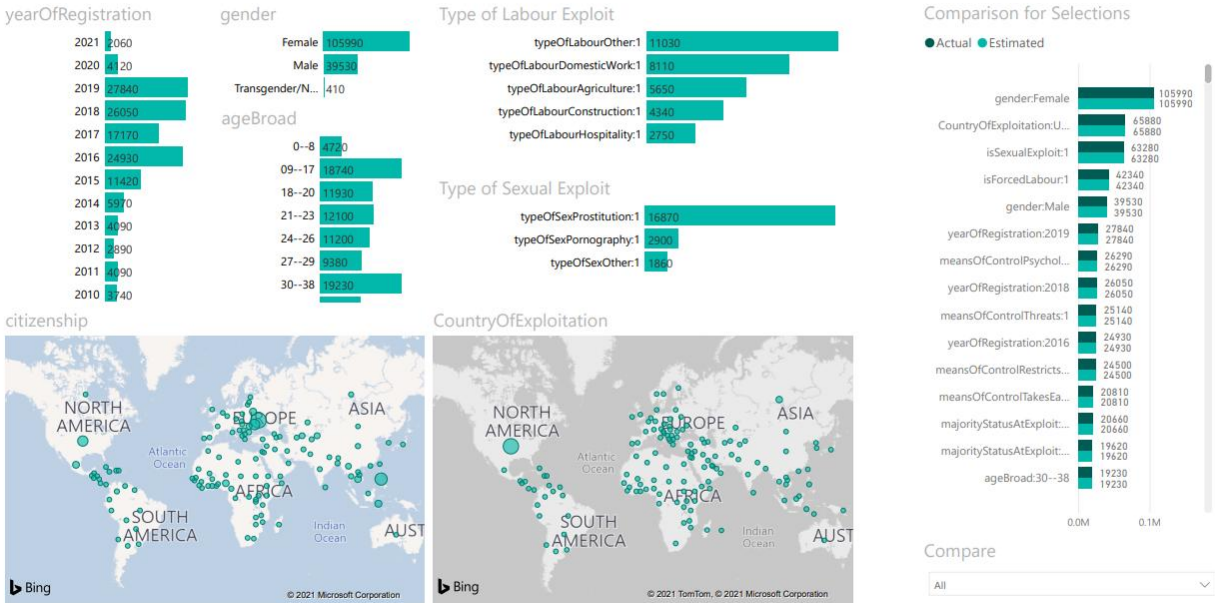 yearOfRegistration
2021 2060
2020 4120
2019 27840
2018 26050
2017 17170
2016 24930
2015 11420
2014 5970
2013 4090
2012 2890
2011 4090
2010 3740
gender
Female 105990
Male 39530
Transgender/N... 410
ageBroad
0--8 4720
09--17 18740
18--20 11930
21--23 12100
24--26 11200
27--29 9380
30--38 19230
Type of Labour Exploit
typeOfLabourOther:1 11030
typeOfLabourDomesticWork:1 8110
typeOfLabourAgriculture:1 5650
typeOfLabourConstruction:1 4340
typeOfLabourHospitality:1 2750
Type of Sexual Exploit
typeOfSexProstitution:1 16870
typeOfSexPornography:1 2900
typeOfSexOther:1 1860
citizenship
NORTH
AMERICA
EUROPE
ASIA
Atlantic
Ocean
AFRICA
SOUTH
AMERICA
Indian
Ocean
AUST
Bing
© 2021 Microsoft Corporation
CountryOfExploitation
NORTH
AMERICA
EUROPE
ASIA
Atlantic
Ocean
AFRICA
SOUTH
AMERICA
Indian
Ocean
AUST
Bing
© 2021 TomTom, © 2021 Microsoft Corporation
Comparison for Selections
Actual Estimated
gender:Female 105990
105990
CountryOfExploitation:U... 65880
65880
isSexualExploit:1 63280
63280
isForcedLabour:1 42340
42340
gender:Male 39530
39530
yearOfRegistration:2019 27840
27840
meansOfControlPsychol... 26290
26290
yearOfRegistration:2018 26050
26050
meansOfControlThreats:1 25140
25140
yearOfRegistration:2016 24930
24930
meansOfControlRestricts... 24500
24500
meansOfControlTakesEa... 20810
20810
majorityStatusAtExploit:... 20660
20660
majorityStatusAtExploit:... 19620
19620
ageBroad:30--38 19230
19230
0.0M 0.1M
Compare
All